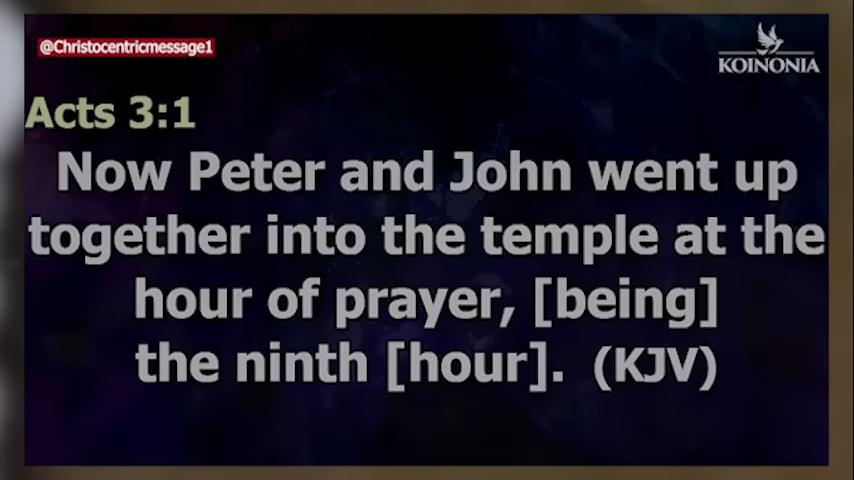 @Christocentricmessage1
KOINONIA
Acts 3:1
Now Peter and John went up
together into the temple at the
hour of prayer, [being]
the ninth [hour]. (KJV)